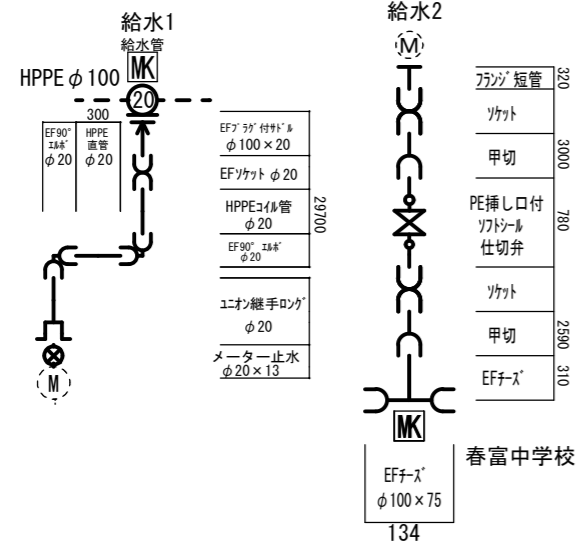 給水1
給水管
MK
HPPEφ100
20
300
EF90°
ｴﾙﾎﾞ
φ20
HPPE
直管
φ20
M
EFﾌﾟﾗｸﾞ付ｻﾄﾞﾙ
φ100×20
EFｿｹット φ20
HPPEｺｲﾙ管
φ20
EF90° ｴﾙﾎﾞ
φ20
29700
ﾕﾆｵﾝ継手ﾛﾝｸﾞ
φ20
メーター止水
φ20×13
給水2
M
ﾌﾗﾝｼﾞ短管
320
ｿｹｯﾄ
甲切
30000
PE挿し口付
ｿﾌﾄｼｰﾙ
仕切弁
780
ｿｹｯﾄ
甲切
2590
EFﾁｰｽﾞ
310
MK
春富中学校
EFﾁｰｽﾞ
φ100×75
134